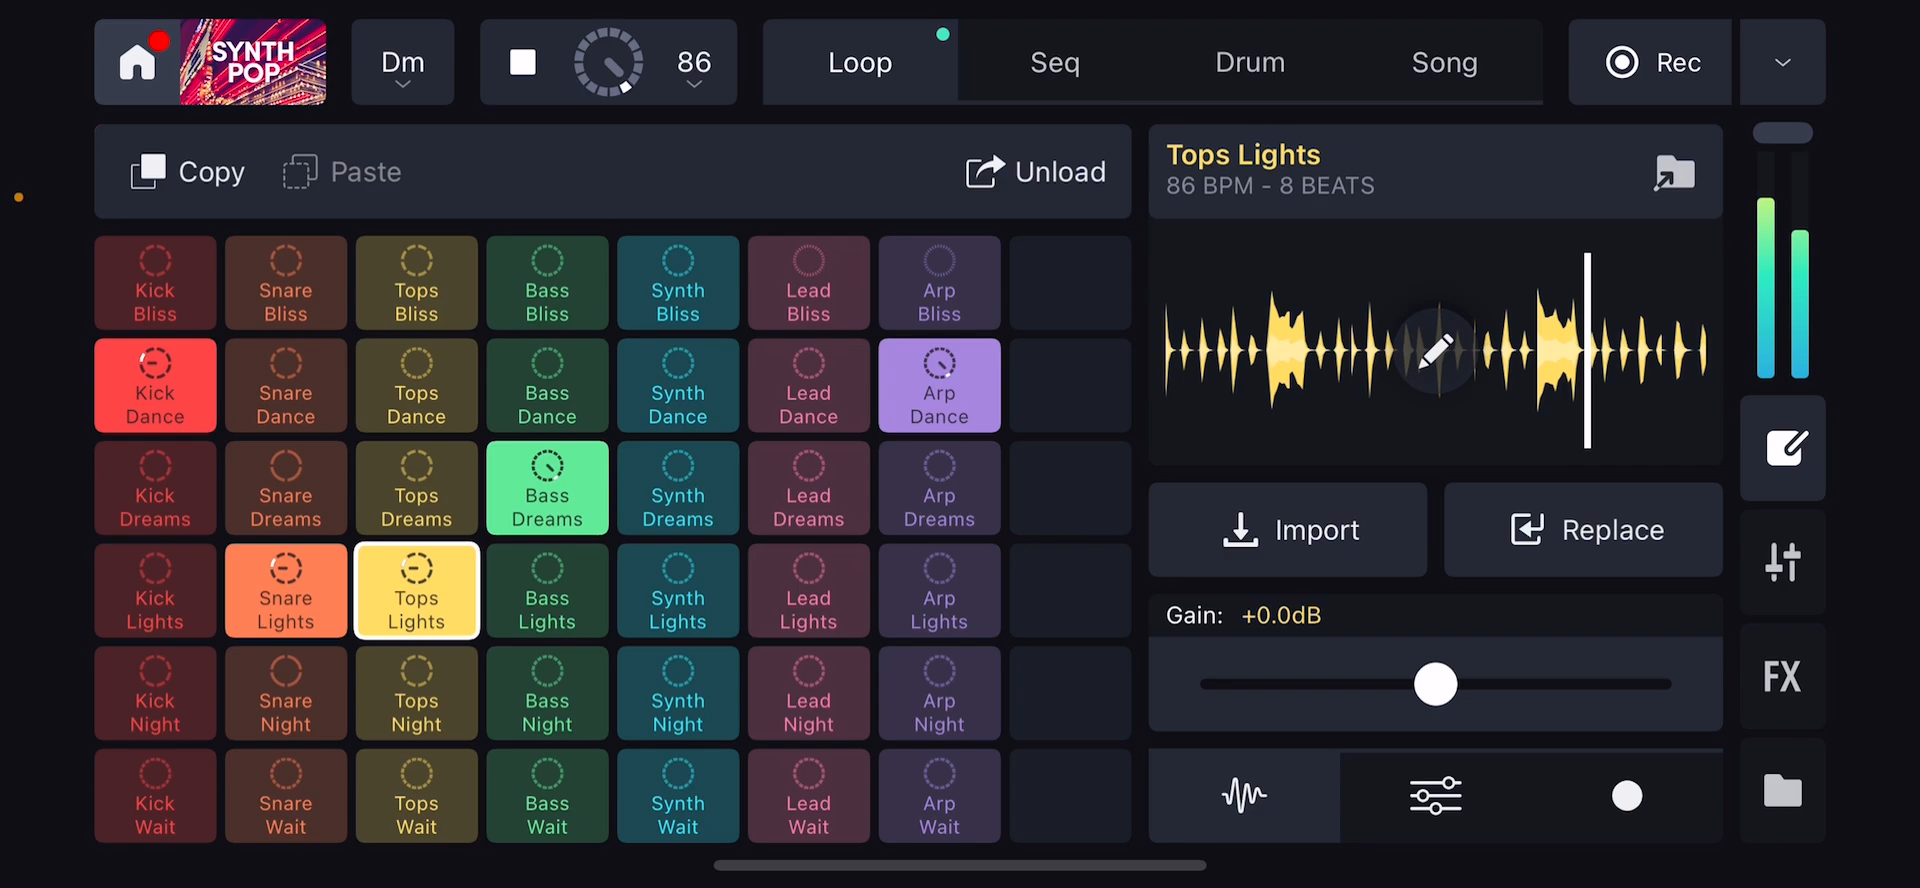 SYNTH
POP
Dm
86
Loop
Seq
Drum
Song
Rec
Copy
Paste
Unload
Tops Lights
86 BPM - 8 BEATS
Kick
Bliss
Snare
Bliss
Tops
Bliss
Bass
Bliss
Synth
Bliss
Lead
Bliss
Arp
Bliss
Kick
Dance
Snare
Dance
Tops
Dance
Bass
Dance
Synth
Dance
Lead
Dance
Arp
Dance
Kick
Dreams
Snare
Dreams
Tops
Dreams
Bass
Dreams
Synth
Dreams
Lead
Dreams
Arp
Dreams
Kick
Lights
Snare
Lights
Tops
Lights
Bass
Lights
Synth
Lights
Lead
Lights
Arp
Lights
Kick
Night
Snare
Night
Tops
Night
Bass
Night
Synth
Night
Lead
Night
Arp
Night
Kick
Wait
Snare
Wait
Tops
Wait
Bass
Wait
Synth
Wait
Lead
Wait
Arp
Wait
Import
Replace
Gain: +0.0dB
FX